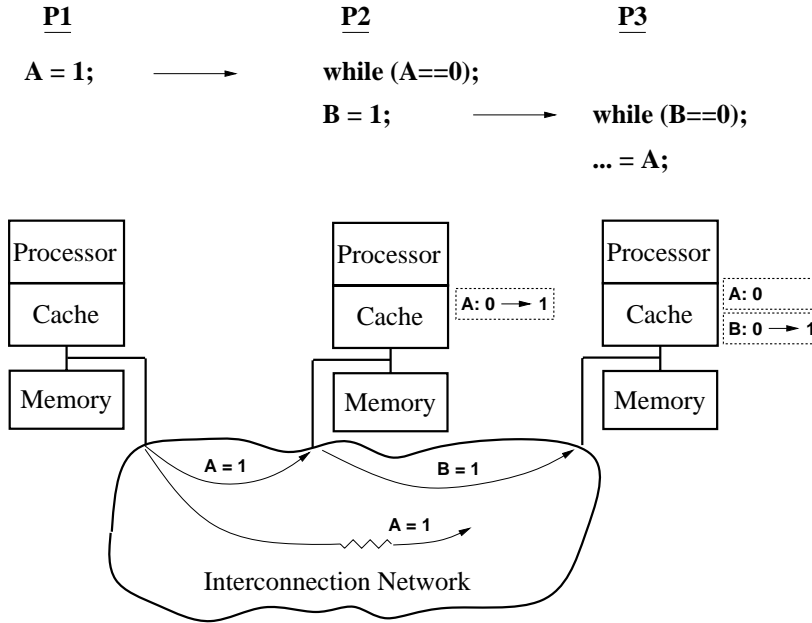 P1 P2 P3
A = 1; while (A==0);
B = 1; while (B==0);
... = A;
Processor Processor Processor
A: 0
Cache Cache A: 0 1 Cache
B: 0 1
Memory Memory Memory
A = 1 B = 1
A = 1
Interconnection Network